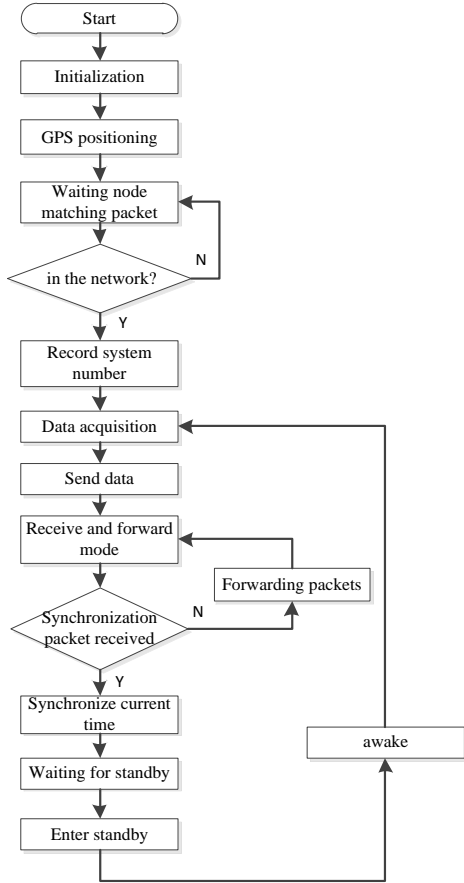 Start
Initialization
GPS positioning
Waiting node
matching packet
N
in the network?
Y
Record system
number
Data acquisition
Send data
Receive and forward
mode
Forwarding packets
N
Synchronization
packet received
Y
Synchronize current
time
awake
Waiting for standby
Enter standby